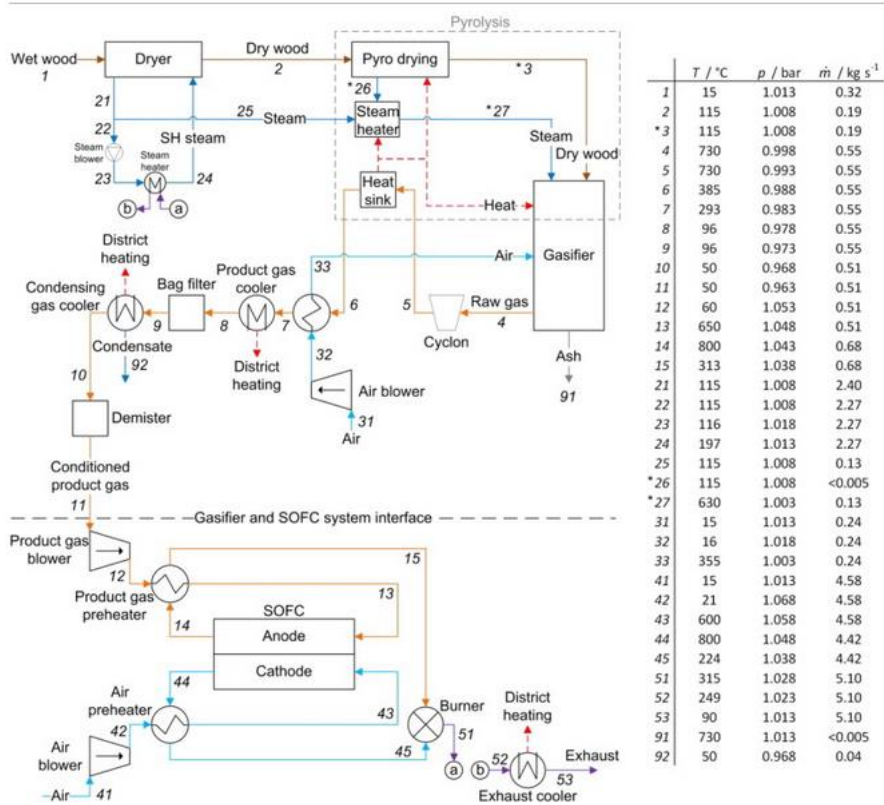 Pyrolysis
Wet wood
1
Dryer
Dry wood
2
Pyro drying
*3
21
25
*26
*27
22
Steam
Steam heater
SH steam
Steam
Steam blower
Steam heater
Dry wood
23
24
Heat sink
b
a
Heat
Gasifier
District heating
33
Air
Condensing gas cooler
Bag filter
Product gas cooler
5
Raw gas
6
9
8
7
4
Condensate
92
32
Cyclon
District heating
Ash
10
Air blower
91
Demister
31
Air
Conditioned product gas
11
Gasifier and SOFC system interface
Product gas blower
15
12
13
Product gas preheater
SOFC
14
Anode
Cathode
44
District heating
Air preheater
Burner
43
42
51
Air blower
45
52
Exhaust
a
b
53
Air
41
Exhaust cooler
T / °C p / bar ṁ / kg s⁻¹
1 15 1.013 0.32
2 115 1.008 0.19
*3 115 1.008 0.19
4 730 0.998 0.55
5 730 0.993 0.55
6 385 0.988 0.55
7 293 0.983 0.55
8 96 0.978 0.55
9 96 0.973 0.55
10 50 0.968 0.51
11 50 0.963 0.51
12 60 1.053 0.51
13 650 1.048 0.51
14 800 1.043 0.68
15 313 1.038 0.68
21 115 1.008 2.40
22 115 1.008 2.27
23 116 1.018 2.27
24 197 1.013 2.27
25 115 1.008 0.13
*26 115 1.008 <0.005
*27 630 1.003 0.13
31 15 1.013 0.24
32 16 1.018 0.24
33 355 1.003 0.24
41 15 1.013 4.58
42 21 1.068 4.58
43 600 1.058 4.58
44 800 1.048 4.42
45 224 1.038 4.42
51 315 1.028 5.10
52 249 1.023 5.10
53 90 1.013 5.10
91 730 1.013 <0.005
92 50 0.968 0.04